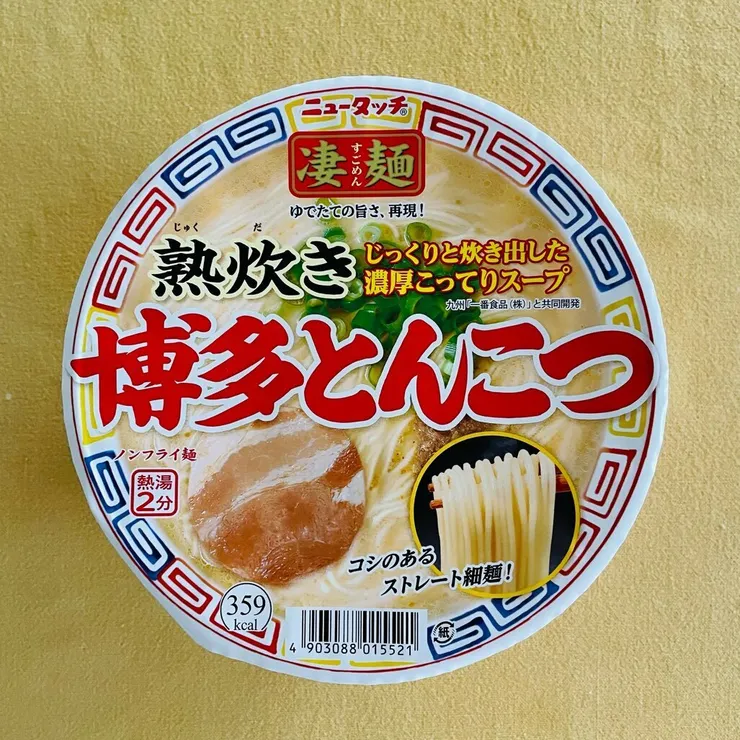 ニュータッチ®
凄麺
すごめん
ゆでたての旨さ、再現!
じゅく だ
熟炊き
じっくりと炊き出した
濃厚こってりスープ
九州「一番食品(株)」と共同開発
博多とんこつ
ノンフライ麺
熱湯
2分
コシのある
ストレート細麺!
359
kcal
4 903088 015521
紙